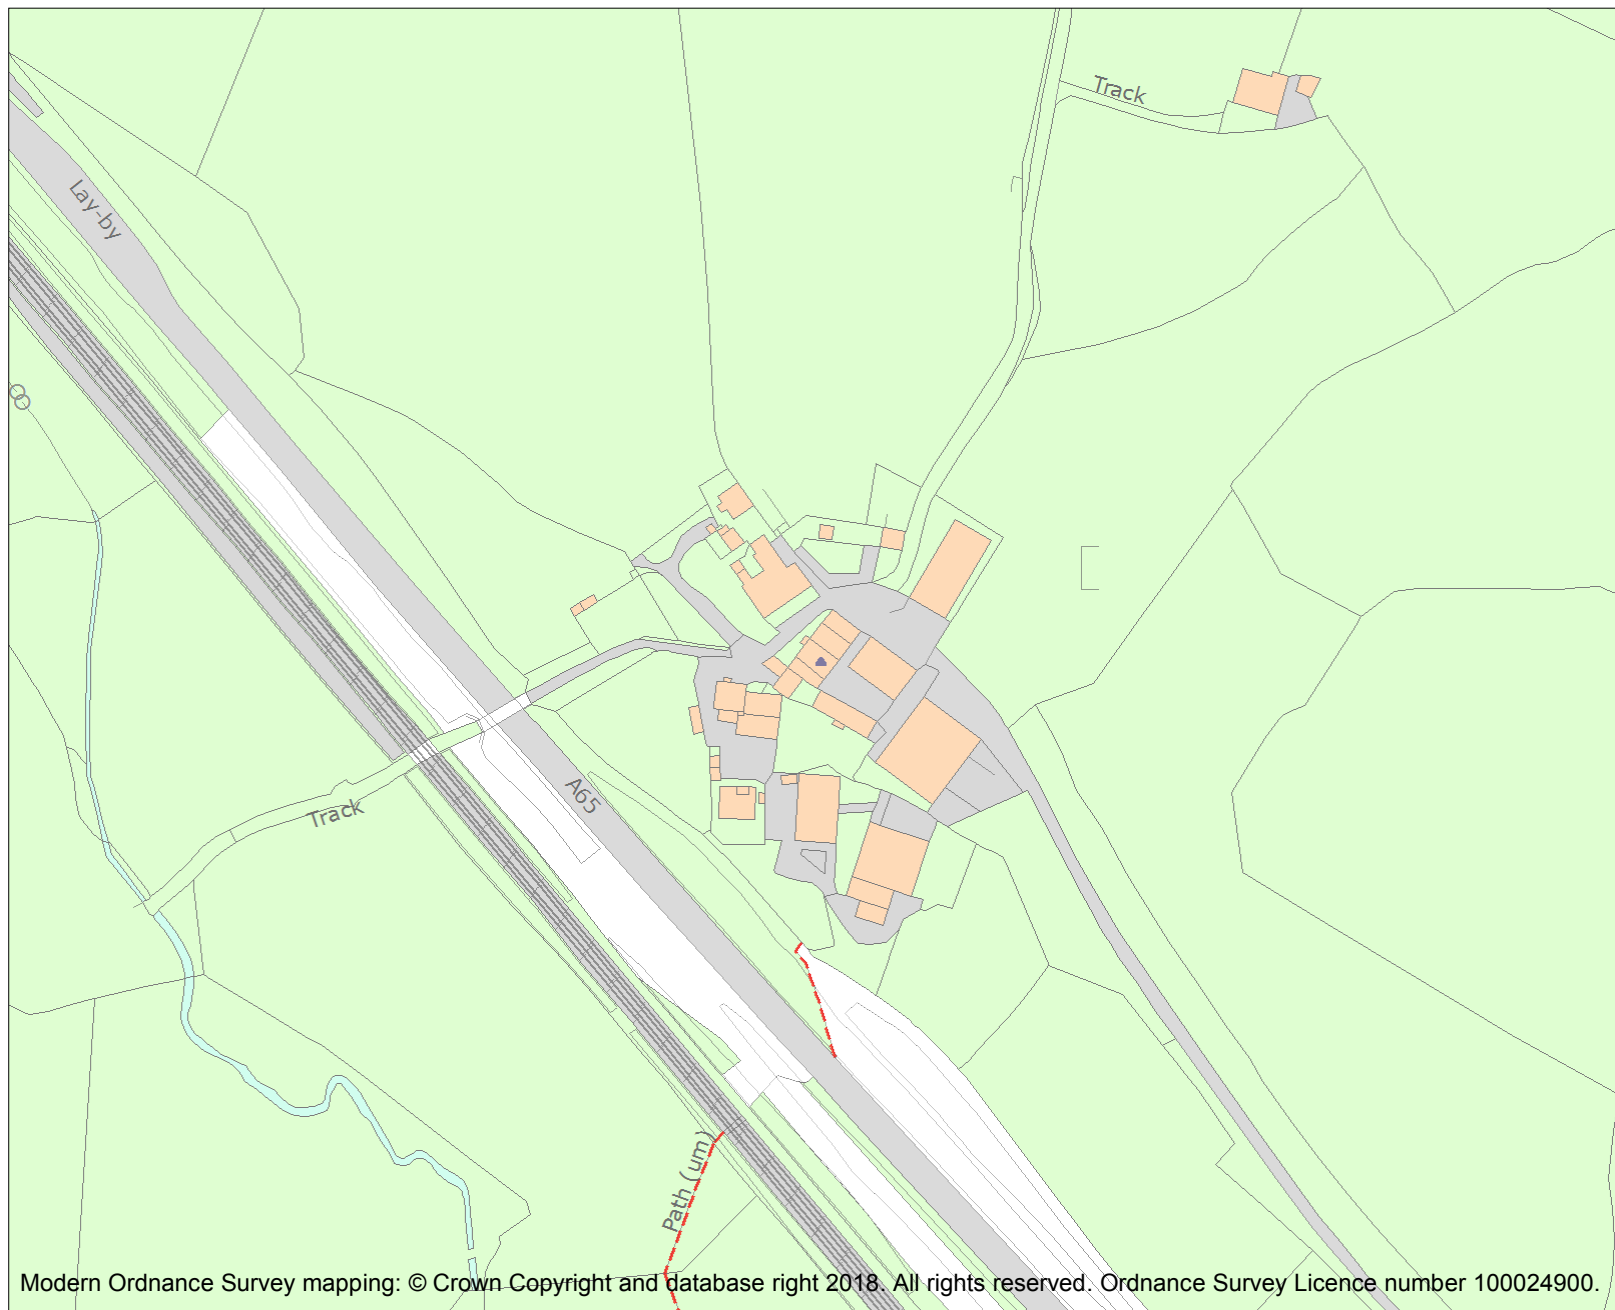 Track
Lay-by
A65
Track
Path (um)
Modern Ordnance Survey mapping: © Crown Copyright and database right 2018. All rights reserved. Ordnance Survey Licence number 100024900.